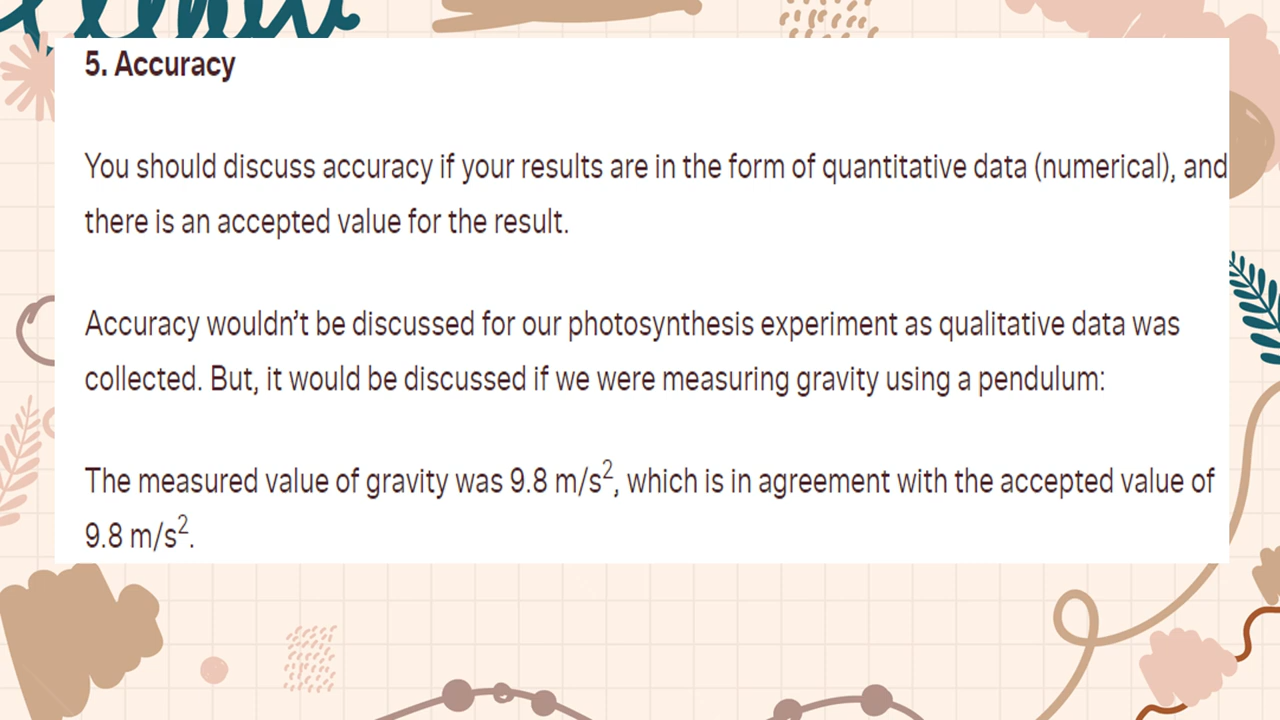 5. Accuracy
You should discuss accuracy if your results are in the form of quantitative data (numerical), and
there is an accepted value for the result.
Accuracy wouldn’t be discussed for our photosynthesis experiment as qualitative data was
collected. But, it would be discussed if we were measuring gravity using a pendulum:
The measured value of gravity was 9.8 m/s², which is in agreement with the accepted value of
9.8 m/s².